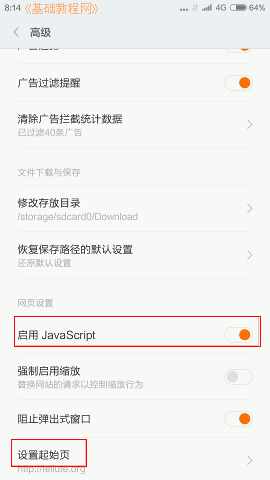 8:14 《基础教程网》 ... 4G 64%
高级
广告过滤提醒
清除广告拦截统计数据
已过滤40条广告
文件下载与保存
修改存放目录
/storage/sdcard0/Download
恢复保存路径的默认设置
还原默认设置
网页设置
启用 JavaScript
强制启用缩放
替换网站的请求以控制缩放行为
阻止弹出式窗口
设置起始页
http://teliute.org